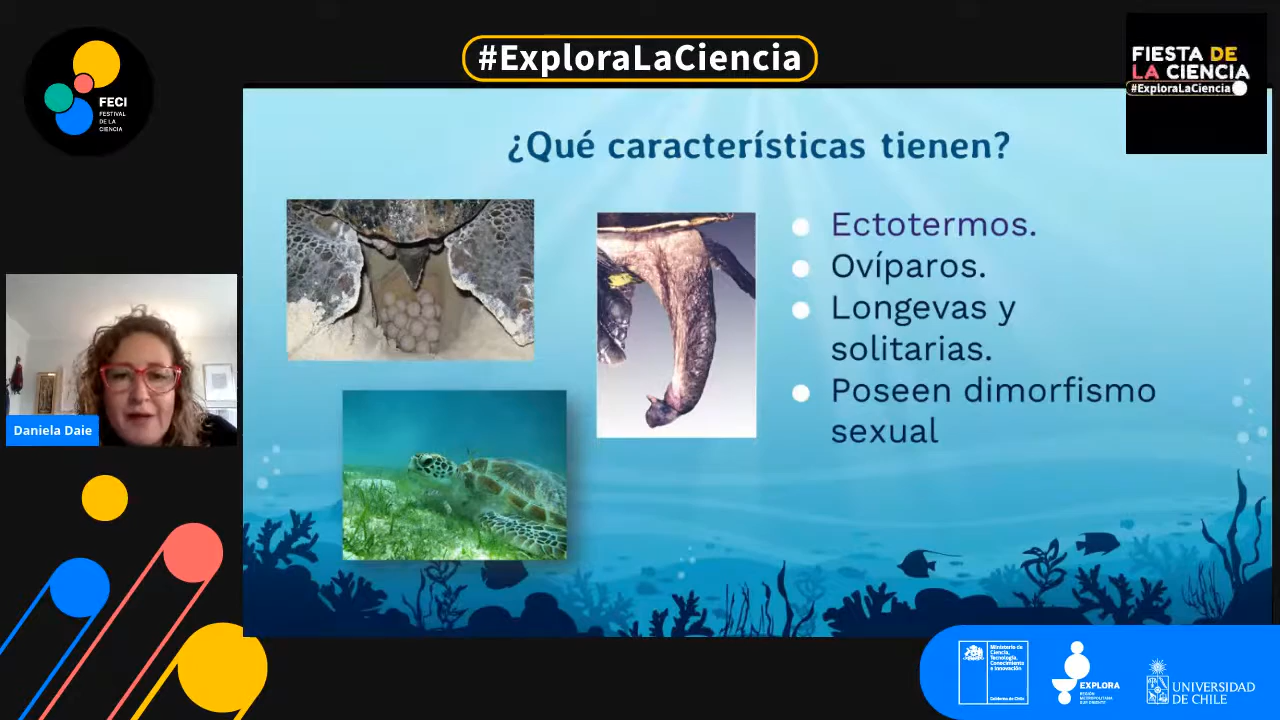 #ExploraLaCiencia
FECI
FESTIVAL
DE LA
CIENCIA
FIESTA DE
LA CIENCIA
#ExploraLaCiencia
¿Qué características tienen?
Ectotermos.
Ovíparos.
Longevas y
solitarias.
Poseen dimorfismo
sexual
Daniela Daie
Ministerio de
Ciencia,
Tecnología,
Conocimiento
e Innovación
Gobierno de Chile
EXPLORA
REGIÓN
METROPOLITANA
SUR ORIENTE
UNIVERSIDAD
DE CHILE